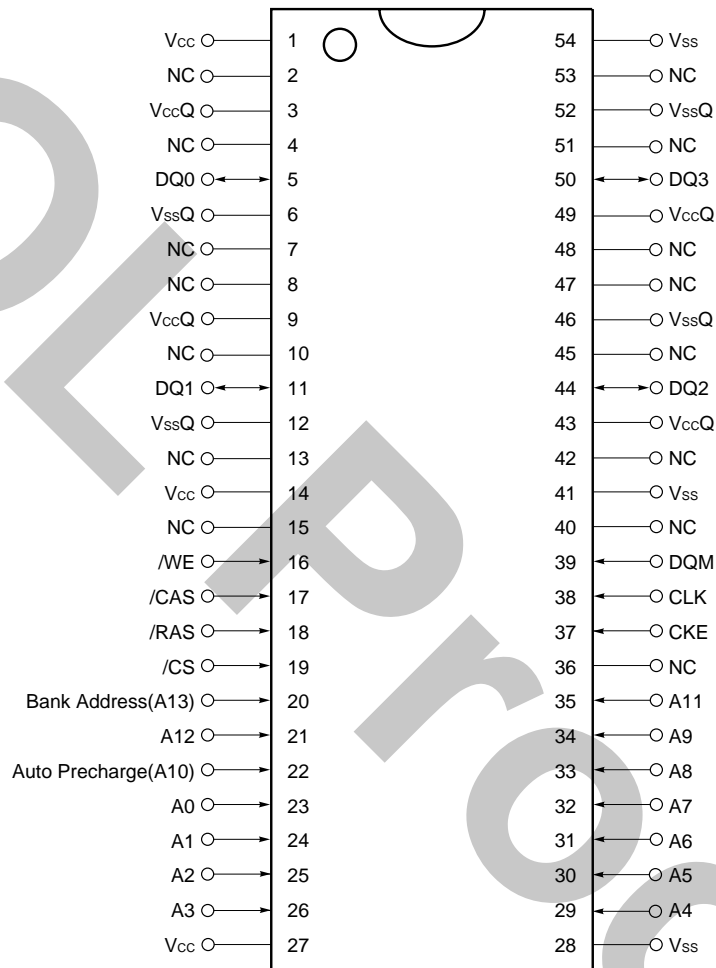 Vcc 1 54 Vss
NC 2 53 NC
VccQ 3 52 VssQ
NC 4 51 NC
DQ0 5 50 DQ3
VssQ 6 49 VccQ
NC 7 48 NC
NC 8 47 NC
VccQ 9 46 VssQ
NC 10 45 NC
DQ1 11 44 DQ2
VssQ 12 43 VccQ
NC 13 42 NC
Vcc 14 41 Vss
NC 15 40 NC
/WE 16 39 DQM
/CAS 17 38 CLK
/RAS 18 37 CKE
/CS 19 36 NC
Bank Address(A13) 20 35 A11
A12 21 34 A9
Auto Precharge(A10) 22 33 A8
A0 23 32 A7
A1 24 31 A6
A2 25 30 A5
A3 26 29 A4
Vcc 27 28 Vss